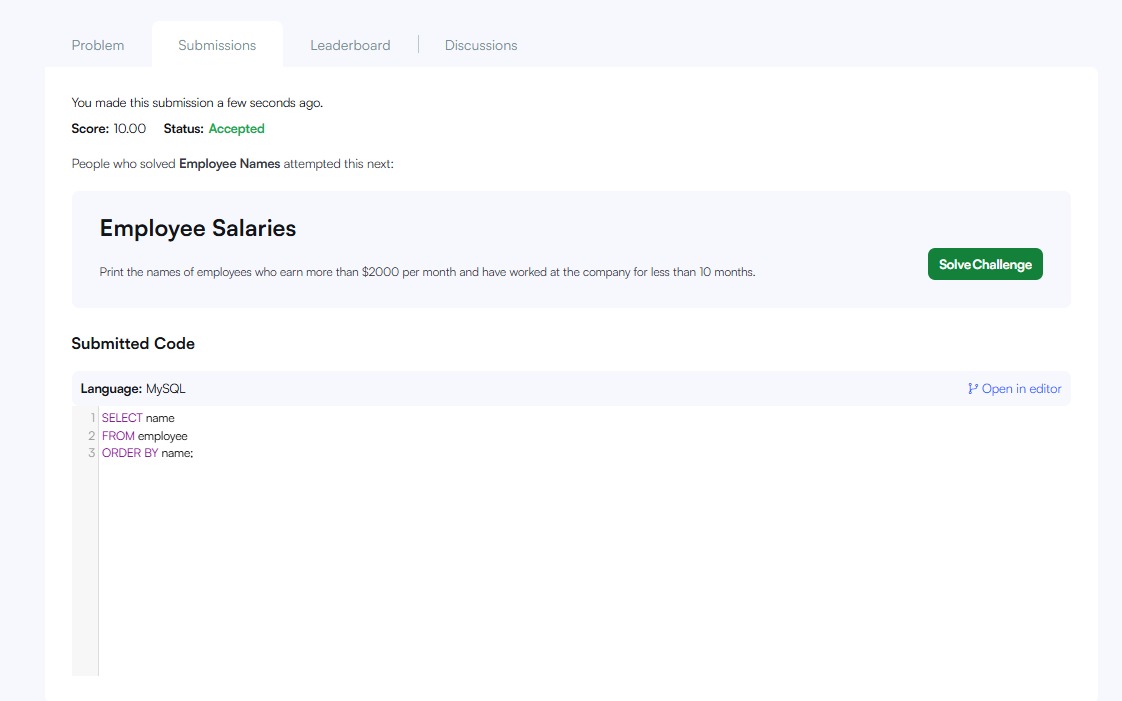 Problem
Submissions
Leaderboard
Discussions
You made this submission a few seconds ago.
Score: 10.00 Status: Accepted
People who solved Employee Names attempted this next:
Employee Salaries
Print the names of employees who earn more than $2000 per month and have worked at the company for less than 10 months.
Solve Challenge
Submitted Code
Language: MySQL
Open in editor
1 SELECT name
2 FROM employee
3 ORDER BY name;